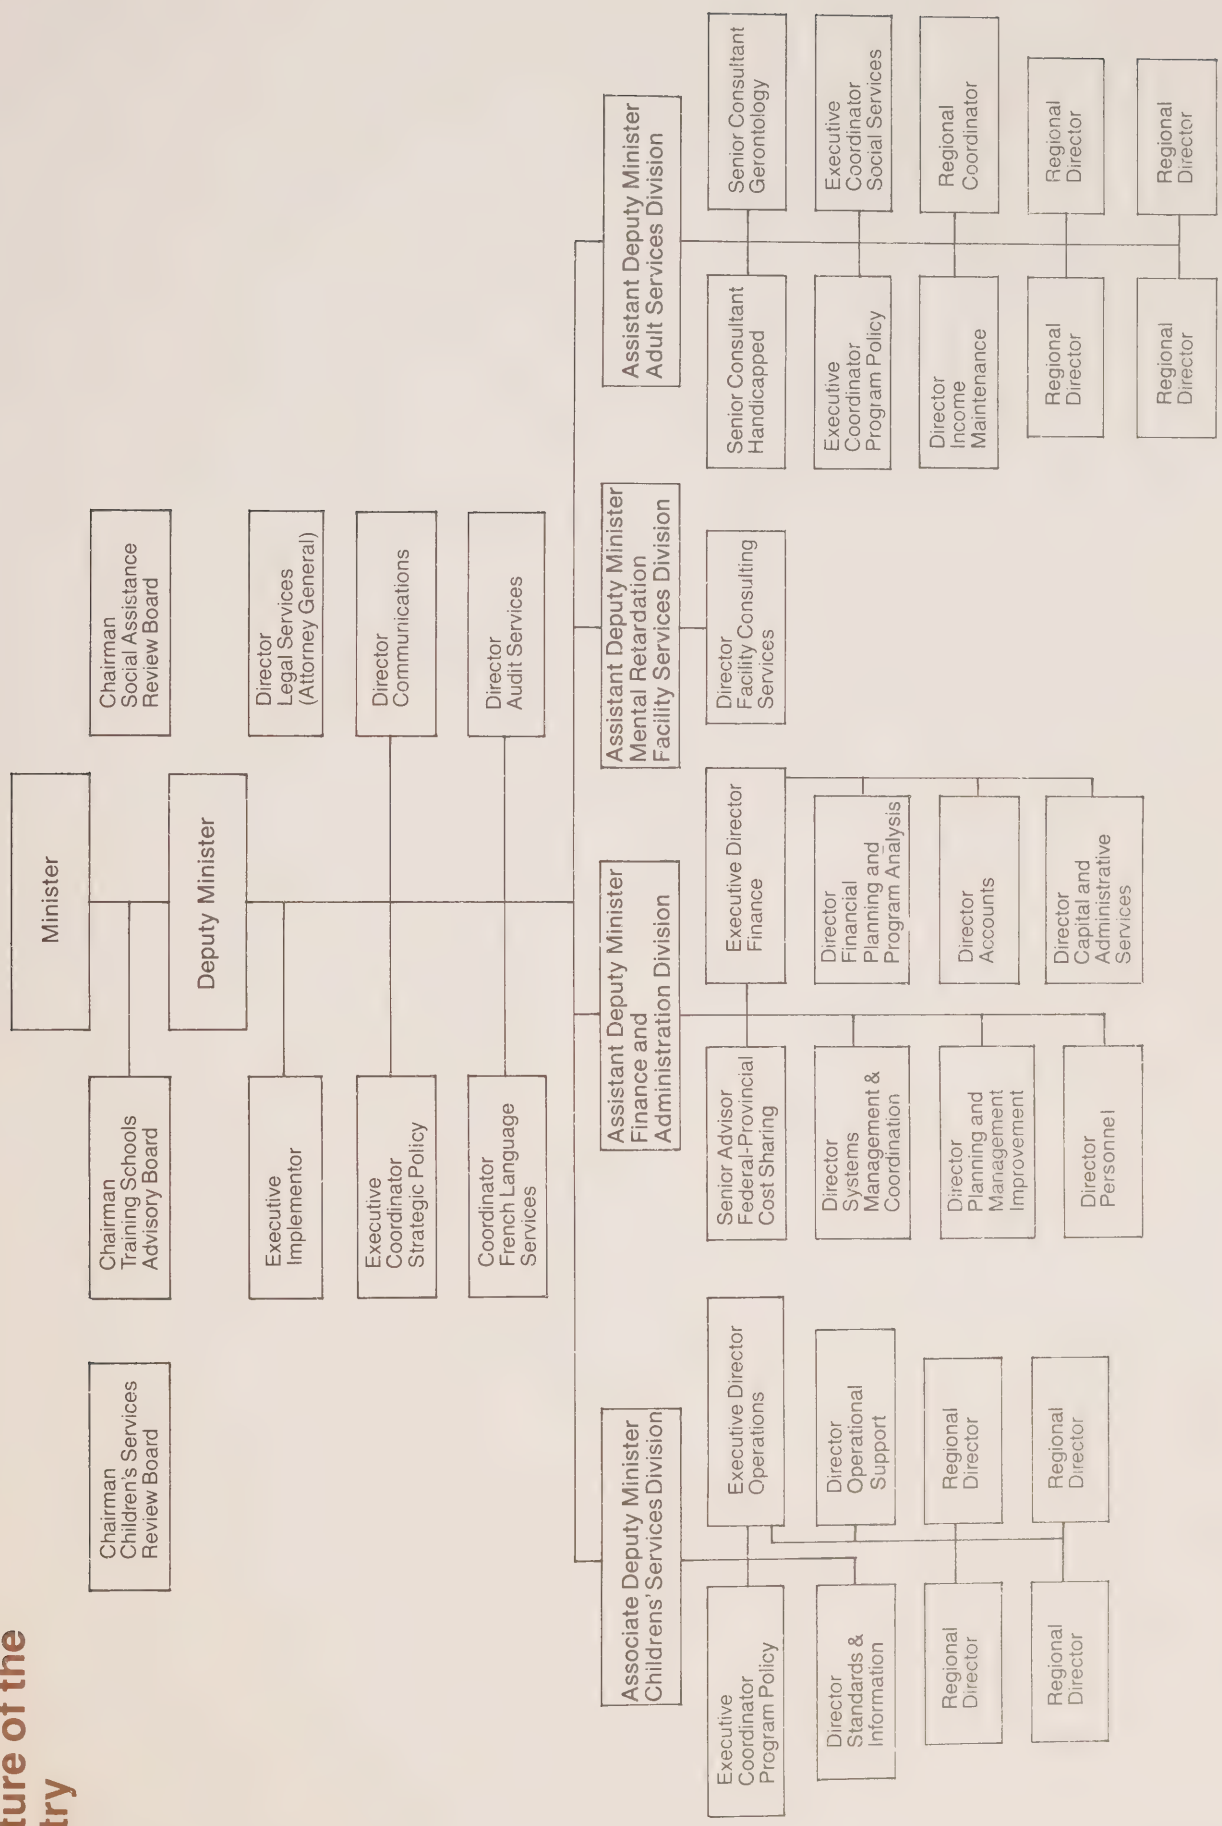 ture of the
try
Minister
Chairman
Children's Services
Review Board
Chairman
Training Schools
Advisory Board
Chairman
Social Assistance
Review Board
Deputy Minister
Executive
Implementor
Director
Legal Services
(Attorney General)
Executive
Coordinator
Strategic Policy
Director
Communications
Coordinator
French Language
Services
Director
Audit Services
Associate Deputy Minister
Childrens' Services Division
Executive
Coordinator
Program Policy
Executive Director
Operations
Director
Standards &
Information
Director
Operational
Support
Regional
Director
Regional
Director
Regional
Director
Regional
Director
Assistant Deputy Minister
Finance and
Administration Division
Senior Advisor
Federal-Provincial
Cost Sharing
Executive Director
Finance
Director
Systems
Management &
Coordination
Director
Financial
Planning and
Program Analysis
Director
Planning and
Management
Improvement
Director
Accounts
Director
Personnel
Director
Capital and
Administrative
Services
Assistant Deputy Minister
Mental Retardation
Facility Services Division
Director
Facility Consulting
Services
Assistant Deputy Minister
Adult Services Division
Senior Consultant
Handicapped
Senior Consultant
Gerontology
Executive
Coordinator
Program Policy
Executive
Coordinator
Social Services
Director
Income
Maintenance
Regional
Coordinator
Regional
Director
Regional
Director
Regional
Director
Regional
Director